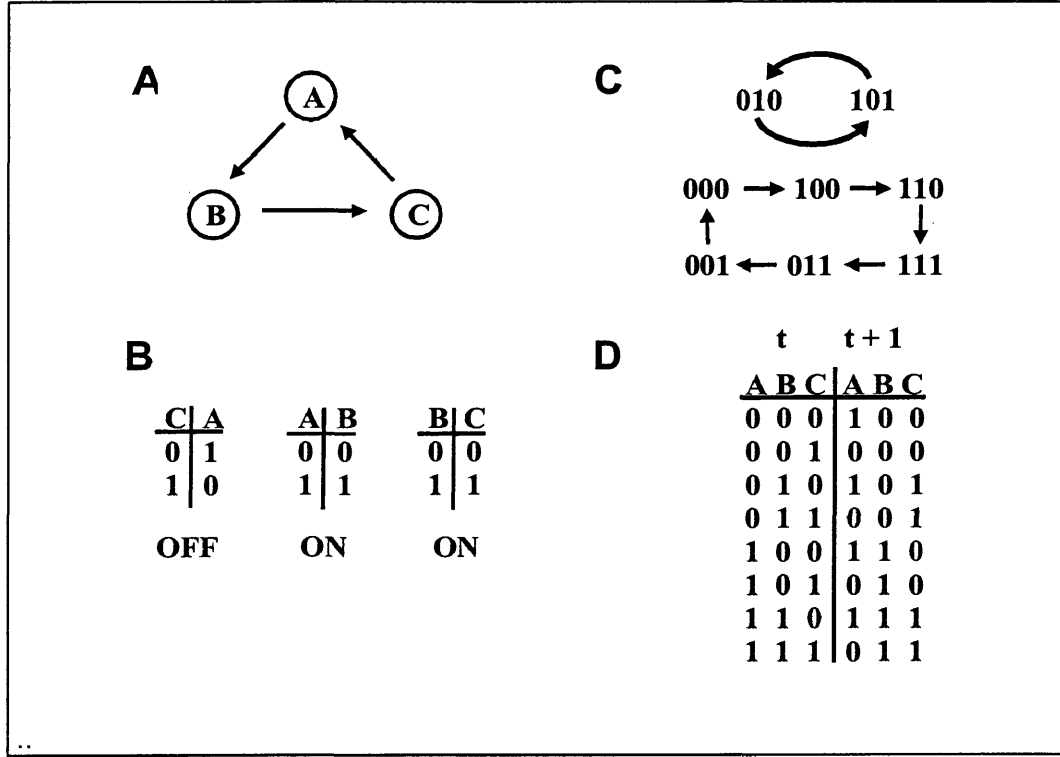 A
A
B C
C
010 101
000 100 110
001 011 111
B
C A
0 1
1 0
OFF
A B
0 0
1 1
ON
B C
0 0
1 1
ON
D
t t + 1
A B C A B C
0 0 0 1 0 0
0 0 1 0 0 0
0 1 0 1 0 1
0 1 1 0 0 1
1 0 0 1 1 0
1 0 1 0 1 0
1 1 0 1 1 1
1 1 1 0 1 1